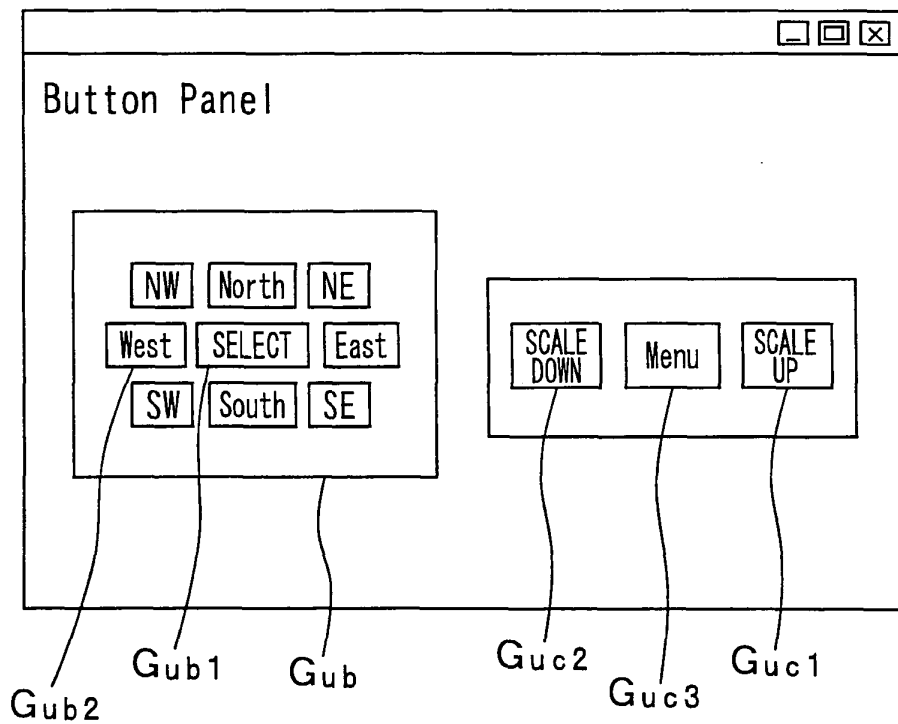 Button Panel
NW North NE
West SELECT East
SW South SE
SCALE
DOWN
Menu
SCALE
UP
Gub2
Gub1
Gub
Guc2
Guc3
Guc1